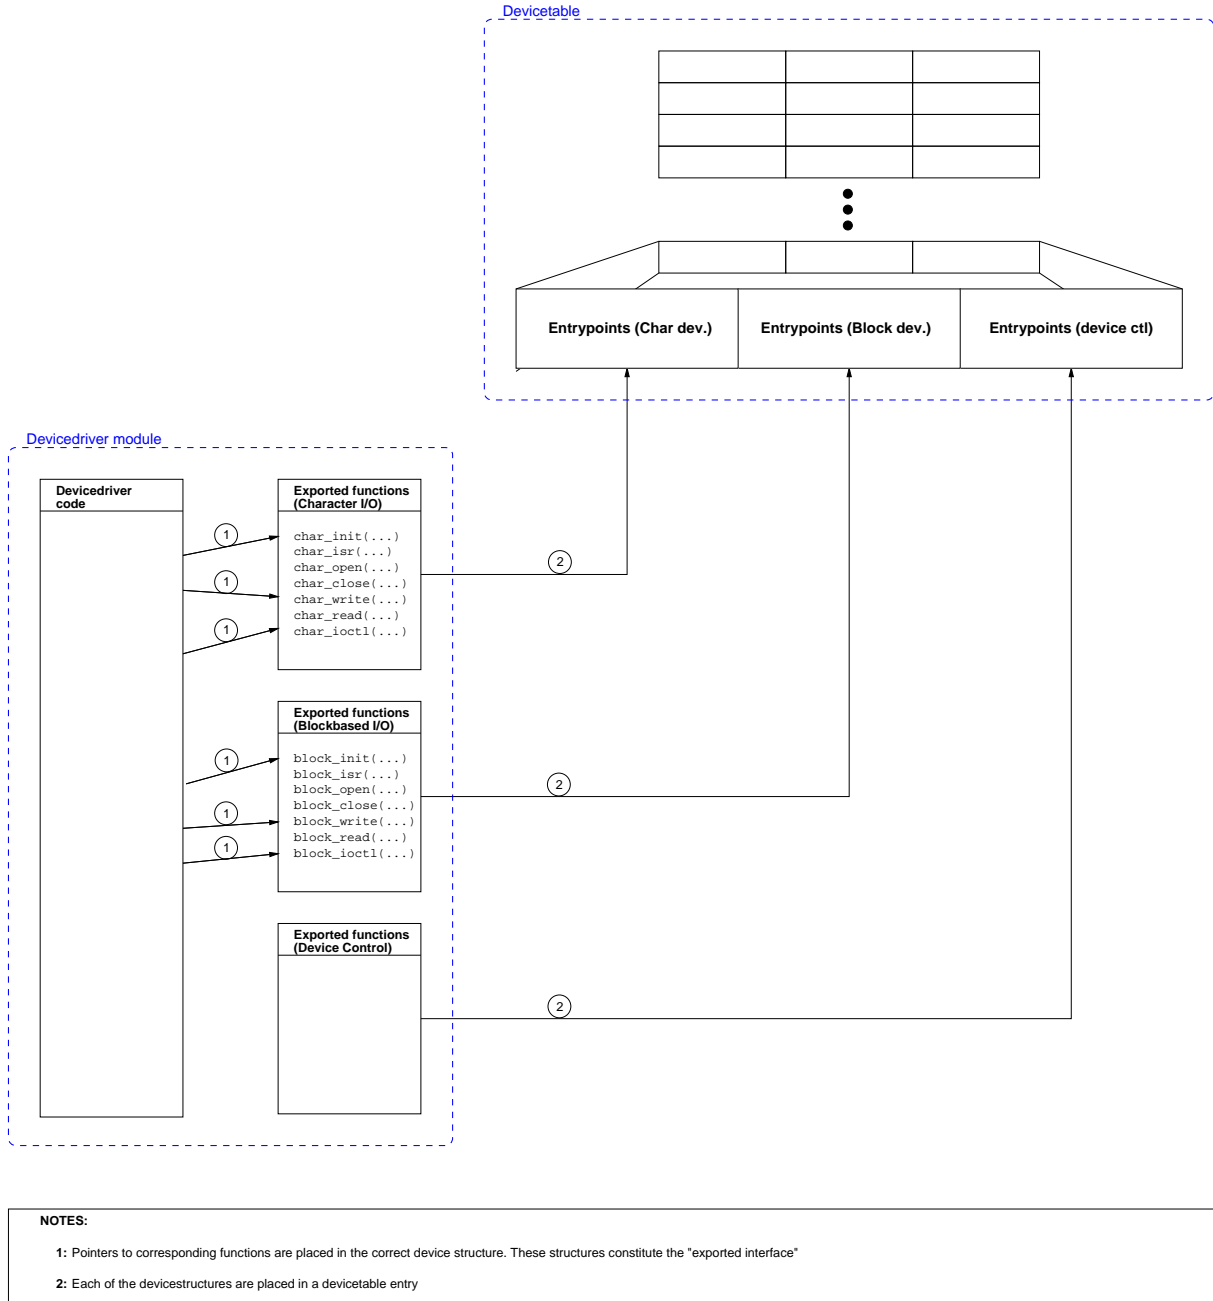 Devicetable
Entrypoints (Char dev.)
Entrypoints (Block dev.)
Entrypoints (device ctl)
Devicedriver module
Devicedriver
code
Exported functions
(Character I/O)
1
char_init(...)
char_isr(...)
char_open(...)
2
1
char_close(...)
char_write(...)
char_read(...)
1
char_ioctl(...)
Exported functions
(Blockbased I/O)
1
block_init(...)
block_isr(...)
block_open(...)
2
block_close(...)
1
block_write(...)
block_read(...)
1
block_ioctl(...)
Exported functions
(Device Control)
2
NOTES:
1: Pointers to corresponding functions are placed in the correct device structure. These structures constitute the "exported interface"
2: Each of the devicestructures are placed in a devicetable entry